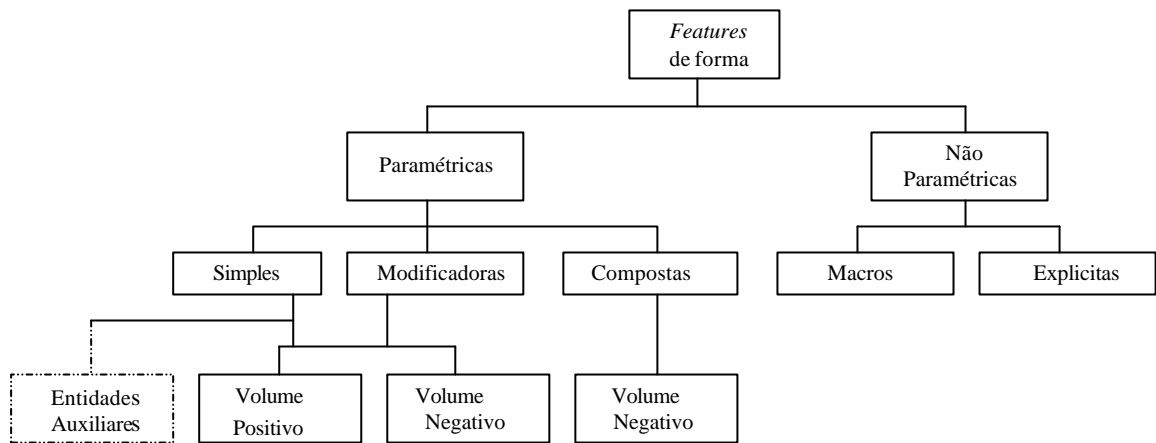 Features
de forma
Paramétricas
Não
Paramétricas
Simples
Modificadoras
Compostas
Macros
Explicitas
Entidades
Auxiliares
Volume
Positivo
Volume
Negativo
Volume
Negativo